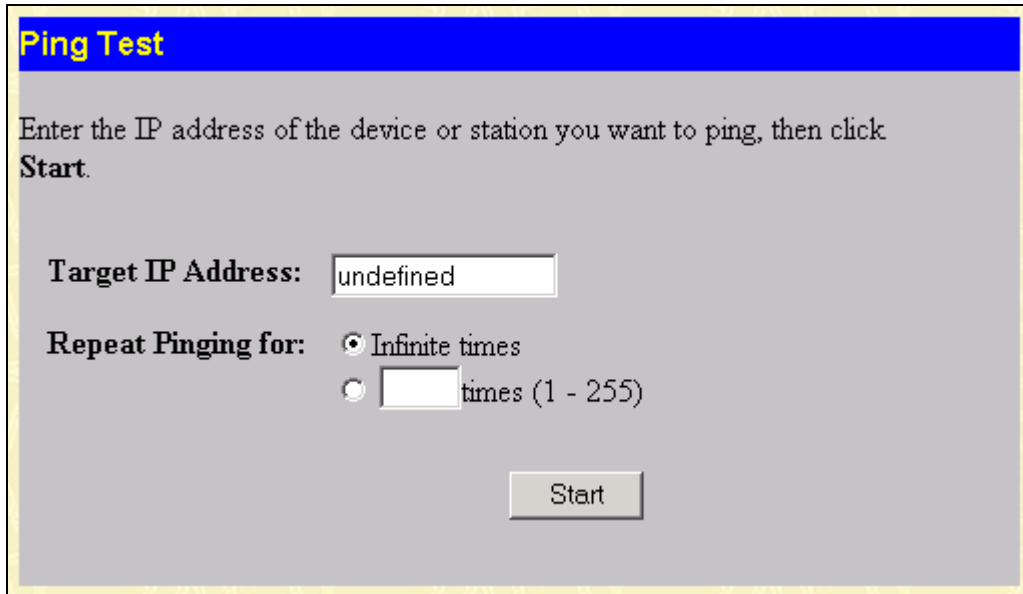 Ping Test
Enter the IP address of the device or station you want to ping, then click
Start.
Target IP Address: undefined
Repeat Pinging for: Infinite times
times (1 - 255)
Start